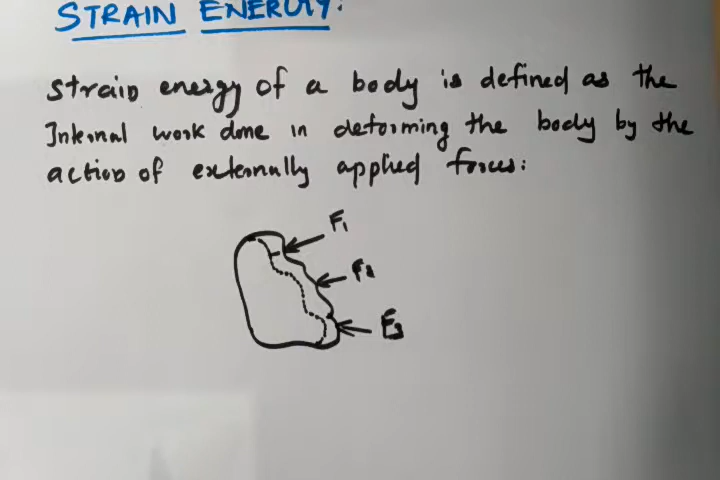 STRAIN ENERGY:
Strain energy of a body is defined as the
Internal work done in deforming the body by the
action of externally applied forces:
F1
F2
F3